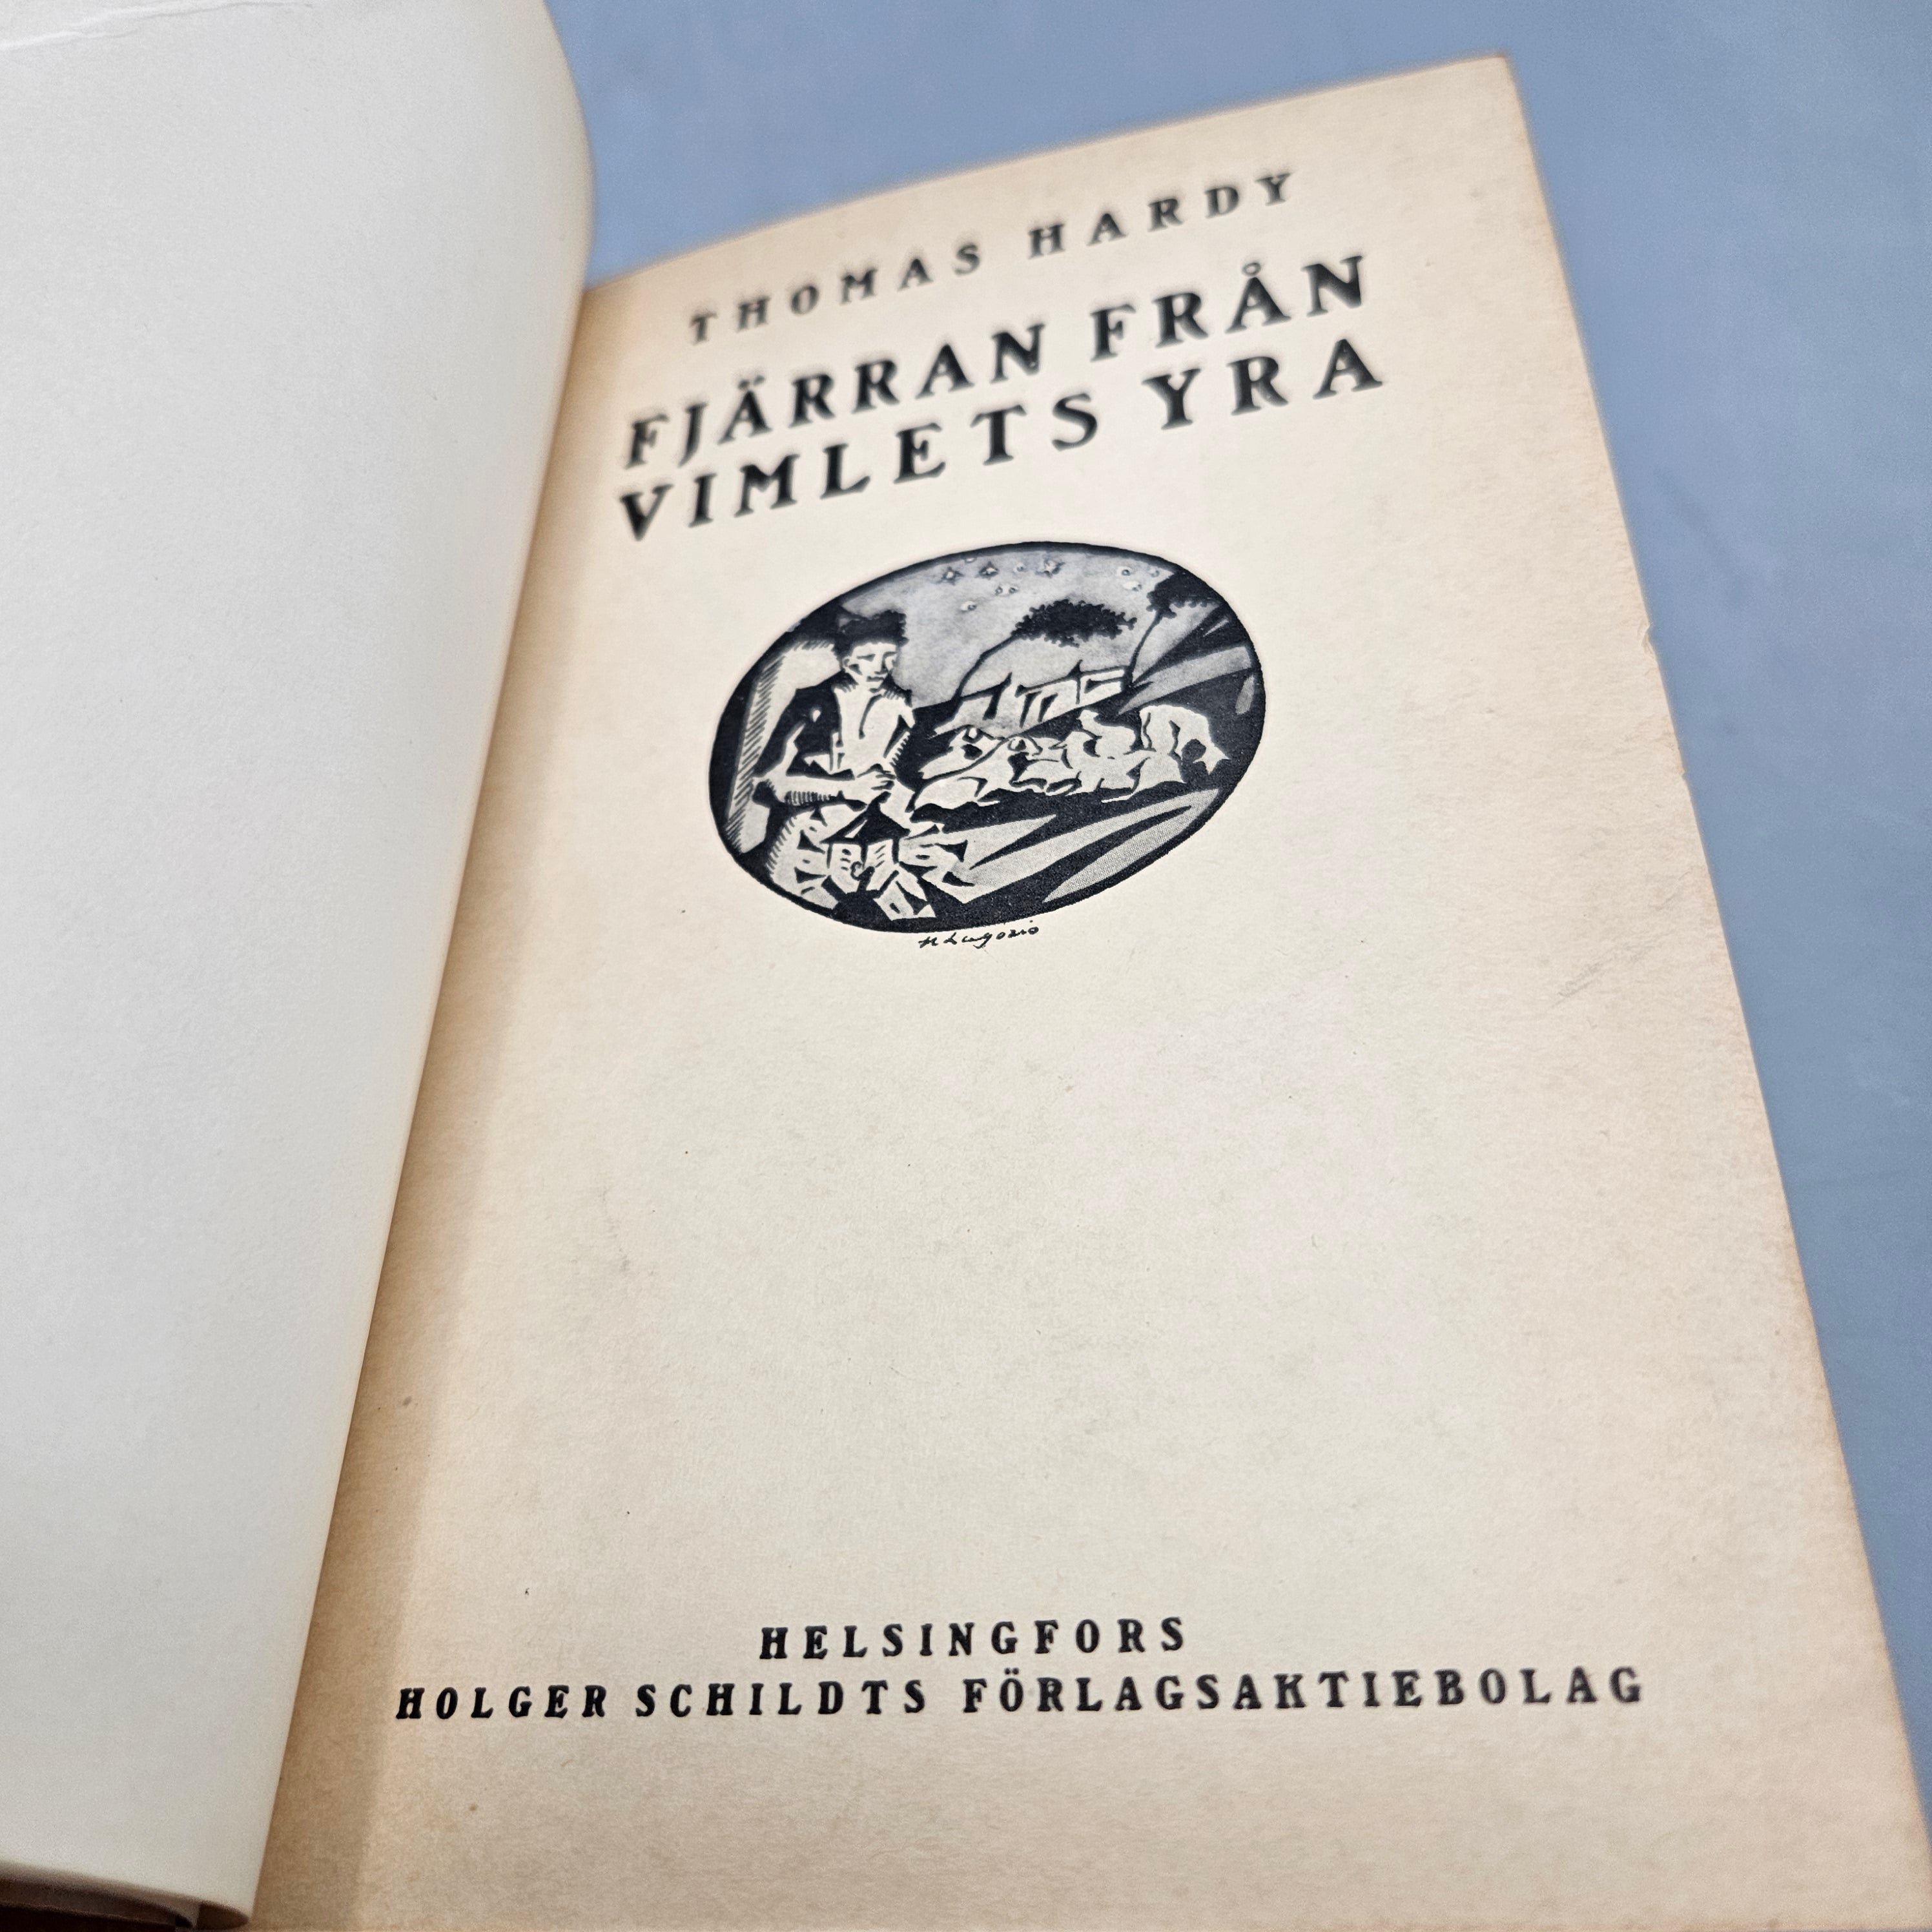 THOMAS HARDY
FJÄRRAN FRÅN
VIMLETS YRA
HELSINGFORS
HOLGER SCHILDTS FÖRLAGSAKTIEBOLAG